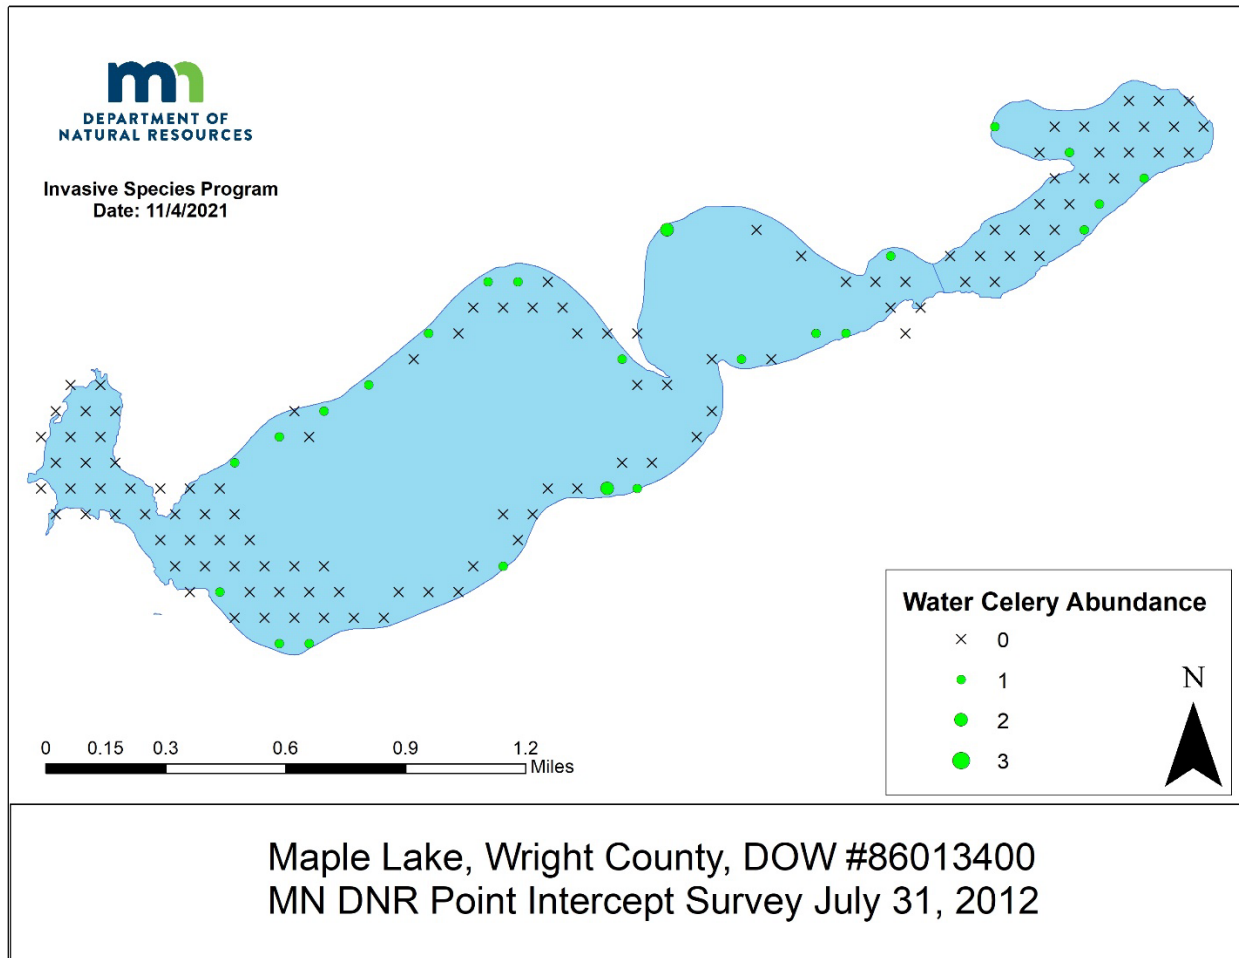 mn
DEPARTMENT OF
NATURAL RESOURCES
Invasive Species Program
Date: 11/4/2021
Water Celery Abundance
0
1
2
3
N
0 0.15 0.3 0.6 0.9 1.2
Miles
Maple Lake, Wright County, DOW #86013400
MN DNR Point Intercept Survey July 31, 2012